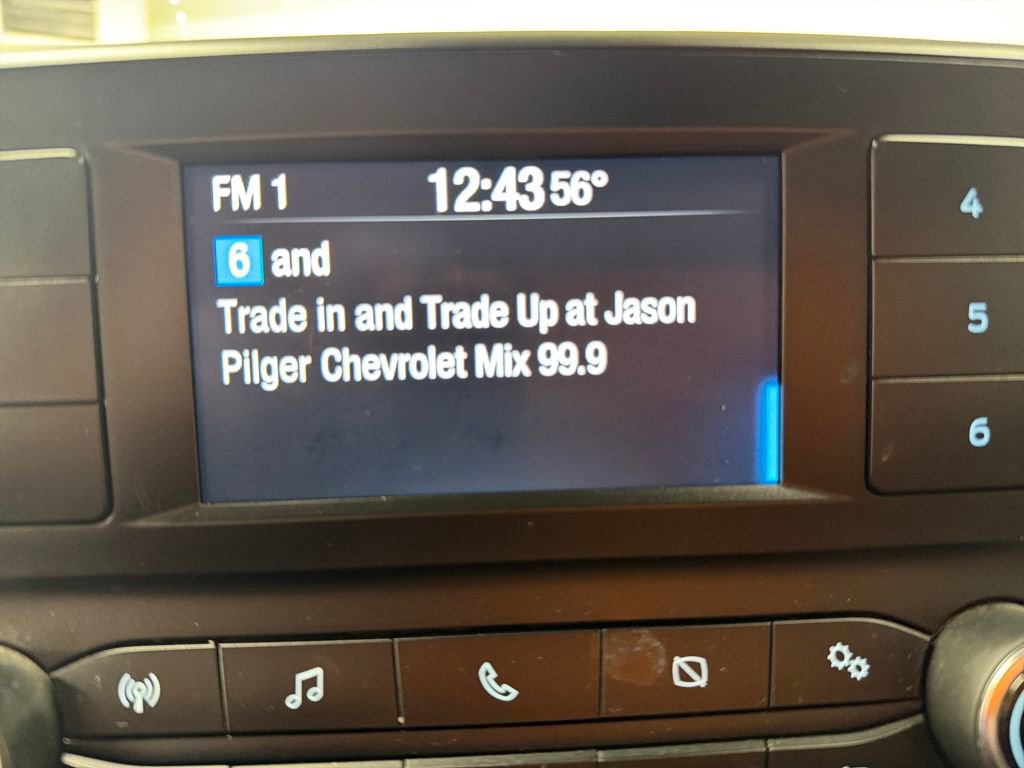 FM 1 12:43 56°
6 and
Trade in and Trade Up at Jason
Pilger Chevrolet Mix 99.9
4
5
6